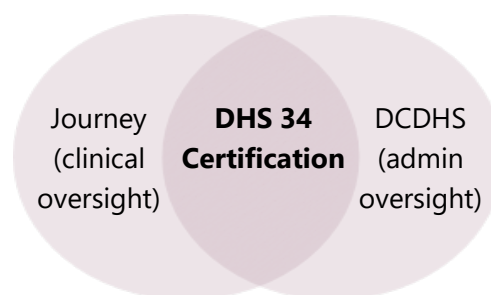 Journey
(clinical
oversight)
DHS 34
Certification
DCDHS
(admin
oversight)